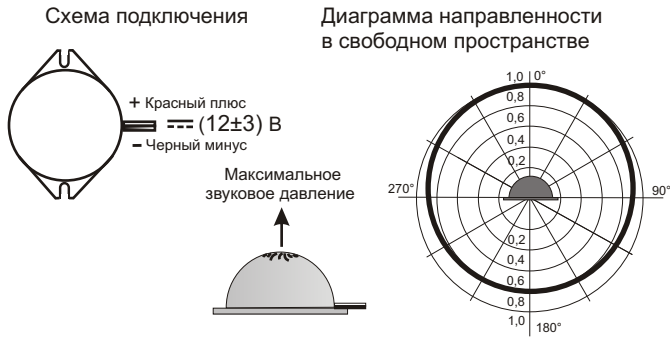 Схема подключения
+ Красный плюс
(12±3) В
- Черный минус
Максимальное
звуковое давление
Диаграмма направленности
в свободном пространстве
1,0 0°
0,8
0,6
0,4
0,2
270°
90°
0,2
0,4
0,6
0,8
1,0 180°